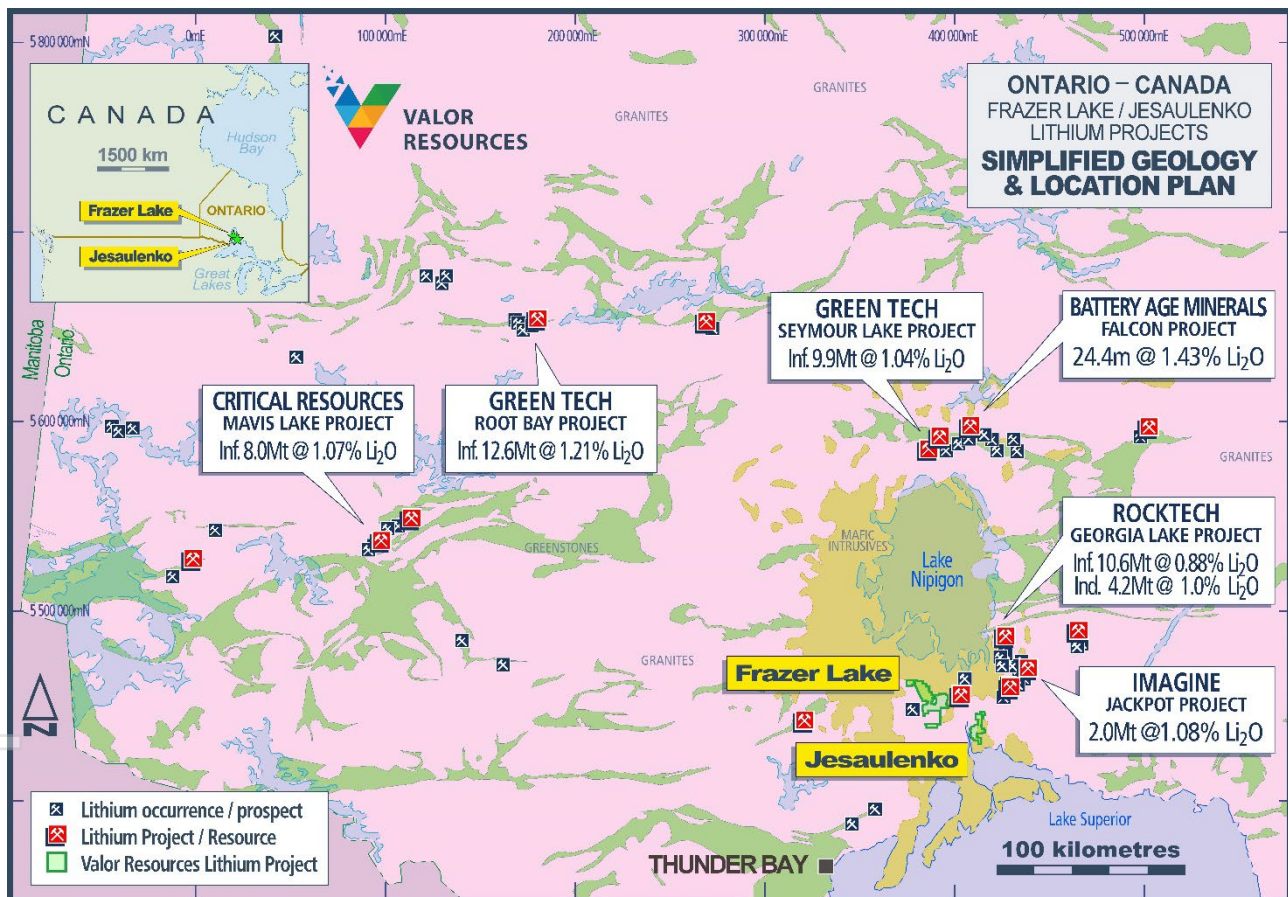 0mE
100 000mE
200 000mE
300 000mE
400 000mE
500 000mE
5 800 000mN
CANADA
Hudson
Bay
1500 km
Frazer Lake
ONTARIO
Jesaulenko
Great
Lakes
VALOR
RESOURCES
GRANITES
GRANITES
ONTARIO – CANADA
FRAZER LAKE / JESAULENKO
LITHIUM PROJECTS
SIMPLIFIED GEOLOGY
& LOCATION PLAN
Manitoba
Ontario
GREEN TECH
SEYMOUR LAKE PROJECT
Inf. 9.9Mt @ 1.04% Li₂O
BATTERY AGE MINERALS
FALCON PROJECT
24.4m @ 1.43% Li₂O
CRITICAL RESOURCES
MAVIS LAKE PROJECT
Inf. 8.0Mt @ 1.07% Li₂O
GREEN TECH
ROOT BAY PROJECT
Inf. 12.6Mt @ 1.21% Li₂O
5 600 000mN
GRANITES
ROCKTECH
GEORGIA LAKE PROJECT
Inf. 10.6Mt @ 0.88% Li₂O
Ind. 4.2Mt @ 1.0% Li₂O
GREENSTONES
MAFIC
INTRUSIVES
Lake
Nipigon
5 500 000mN
GRANITES
Frazer Lake
IMAGINE
JACKPOT PROJECT
2.0Mt @1.08% Li₂O
N
Jesaulenko
Lithium occurrence / prospect
Lithium Project / Resource
Valor Resources Lithium Project
Lake Superior
100 kilometres
THUNDER BAY